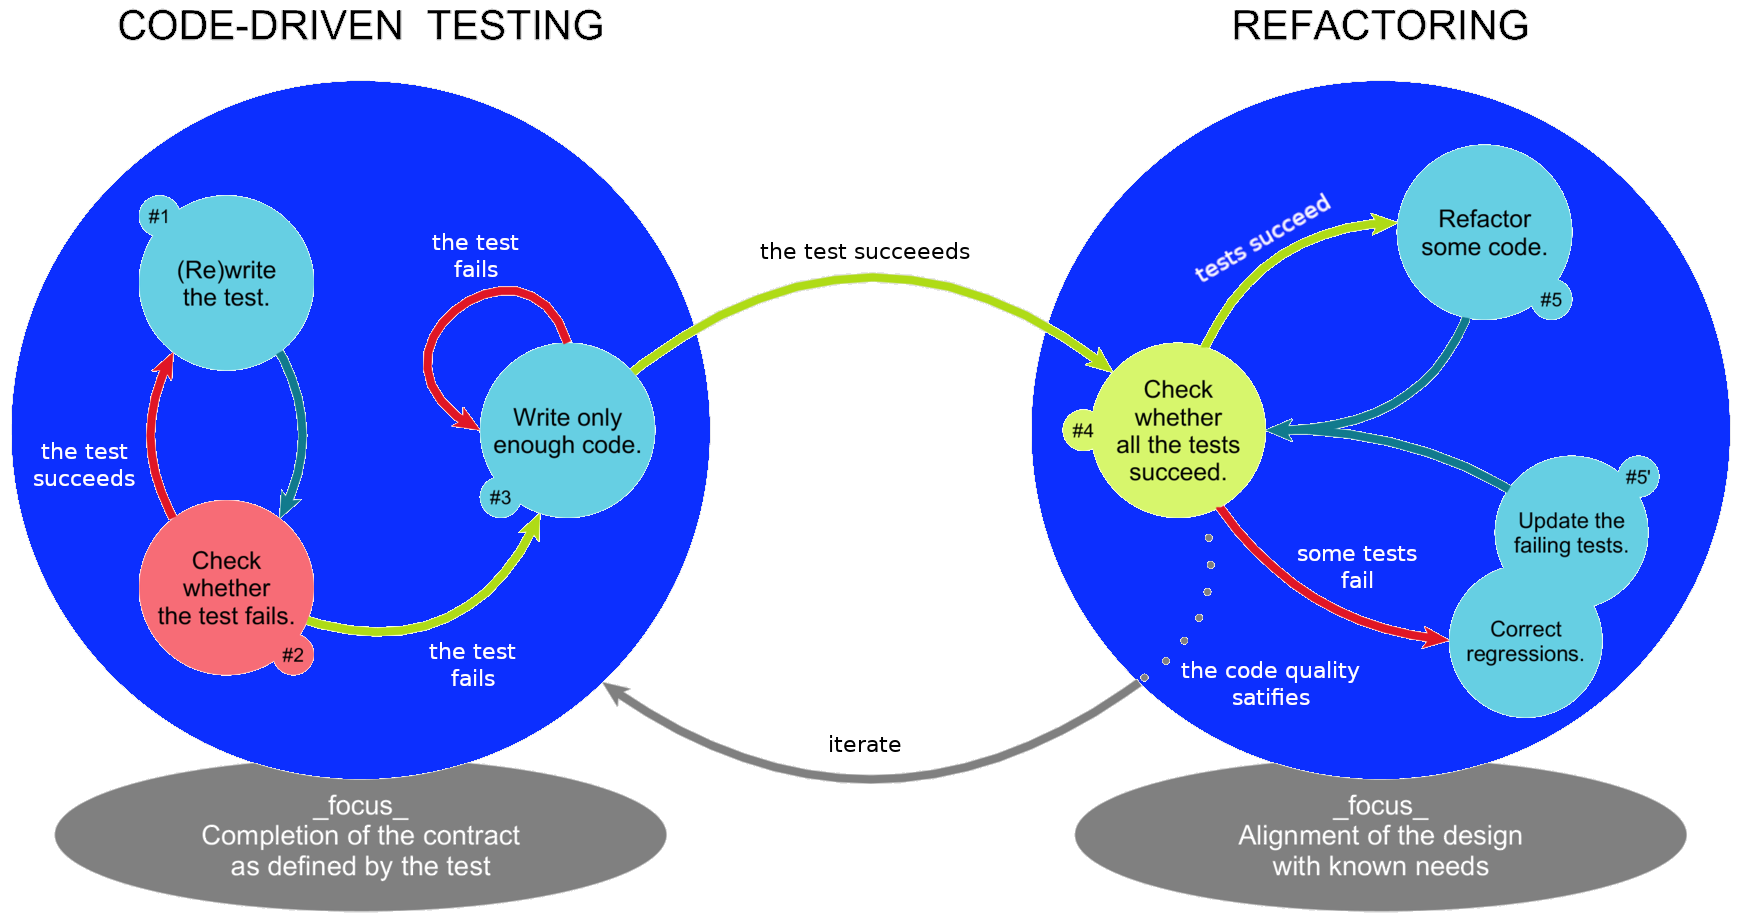 CODE-DRIVEN TESTING
#1
(Re)write
the test.
the test
succeeds
Check
whether
the test fails.
#2
the test
fails
the test
fails
Write only
enough code.
#3
_focus_
Completion of the contract
as defined by the test
the test succeeeds
iterate
REFACTORING
#4
Check
whether
all the tests
succeed.
tests succeed
Refactor
some code.
#5
#5'
Update the
failing tests.
some tests
fail
Correct
regressions.
the code quality
satifies
_focus_
Alignment of the design
with known needs